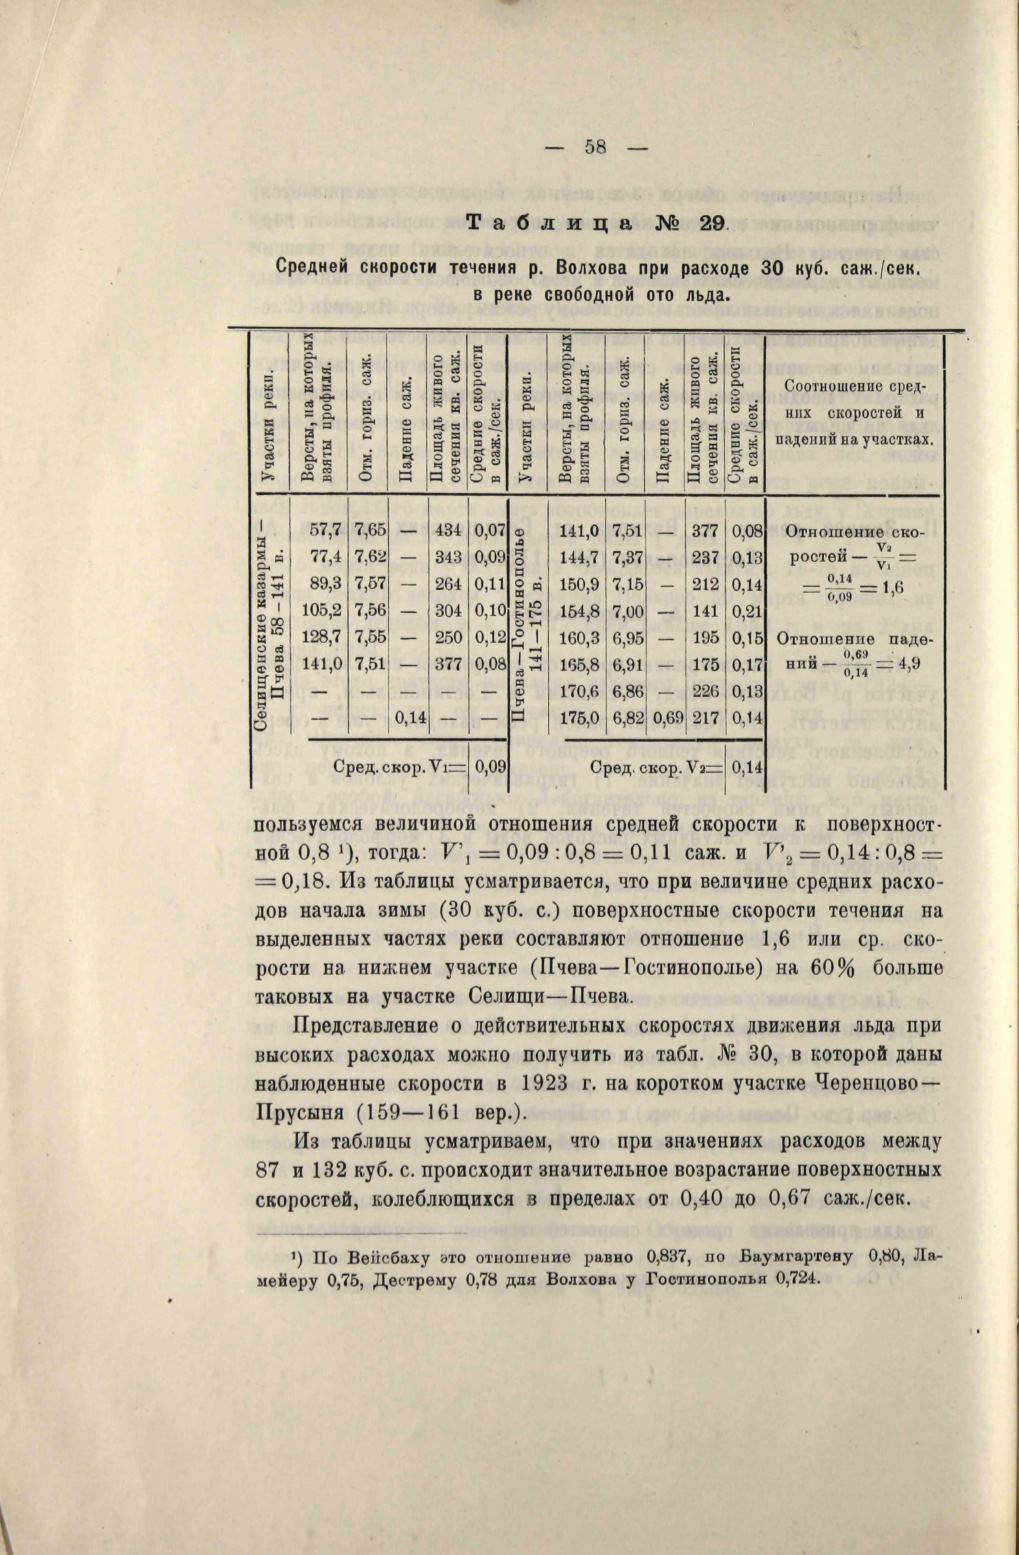 — 58 —
Таблица № 29.
Средней скорости течения р. Волхова при расходе 30 куб. саж./сек.
в реке свободной ото льда.
Участки реки. | Версты, на которых взяты профиля. | Отм. гориз. саж. | Падение саж. | Площадь живого сечения кв. саж. | Средние скорости в саж./сек. | Участки реки. | Версты, на которых взяты профиля. | Отм. гориз. саж. | Падение саж. | Площадь живого сечения кв. саж. | Средние скорости в саж./сек. | Соотношение сред-
них скоростей и
падений на участках.
Селищенские казармы —
Пчева 58 – 141 в.
Пчева — Гостинополье
141 — 175 в.
57,7 7,65 — 434 0,07 141,0 7,51 — 377 0,08 Отношение ско-
77,4 7,62 — 343 0,09 144,7 7,37 — 237 0,13 ростей — V₂/V₁ =
89,3 7,57 — 264 0,11 150,9 7,15 — 212 0,14 = 0,14/0,09 = 1,6
105,2 7,56 — 304 0,10 154,8 7,00 — 141 0,21
128,7 7,55 — 250 0,12 160,3 6,95 — 195 0,15 Отношение паде-
141,0 7,51 — 377 0,08 165,8 6,91 — 175 0,17 ний — 0,69/0,14 = 4,9
— — — — — 170,6 6,86 — 226 0,13
— — 0,14 — — 175,0 6,82 0,69 217 0,14
Сред. скор. V₁= 0,09 Сред. скор. V₂= 0,14
пользуемся величиной отношения средней скорости к поверхност-
ной 0,8 ¹), тогда: V’₁ = 0,09 : 0,8 = 0,11 саж. и V’₂ = 0,14 : 0,8 =
= 0,18. Из таблицы усматривается, что при величине средних расхо-
дов начала зимы (30 куб. с.) поверхностные скорости течения на
выделенных частях реки составляют отношение 1,6 или ср. ско-
рости на нижнем участке (Пчева—Гостинополье) на 60% больше
таковых на участке Селищи—Пчева.
Представление о действительных скоростях движения льда при
высоких расходах можно получить из табл. № 30, в которой даны
наблюденные скорости в 1923 г. на коротком участке Черенцово—
Прусыня (159—161 вер.).
Из таблицы усматриваем, что при значениях расходов между
87 и 132 куб. с. происходит значительное возрастание поверхностных
скоростей, колеблющихся в пределах от 0,40 до 0,67 саж./сек.
¹) По Вейсбаху это отношение равно 0,837, по Баумгартену 0,80, Ла-
мейеру 0,75, Дестрему 0,78 для Волхова у Гостинополья 0,724.